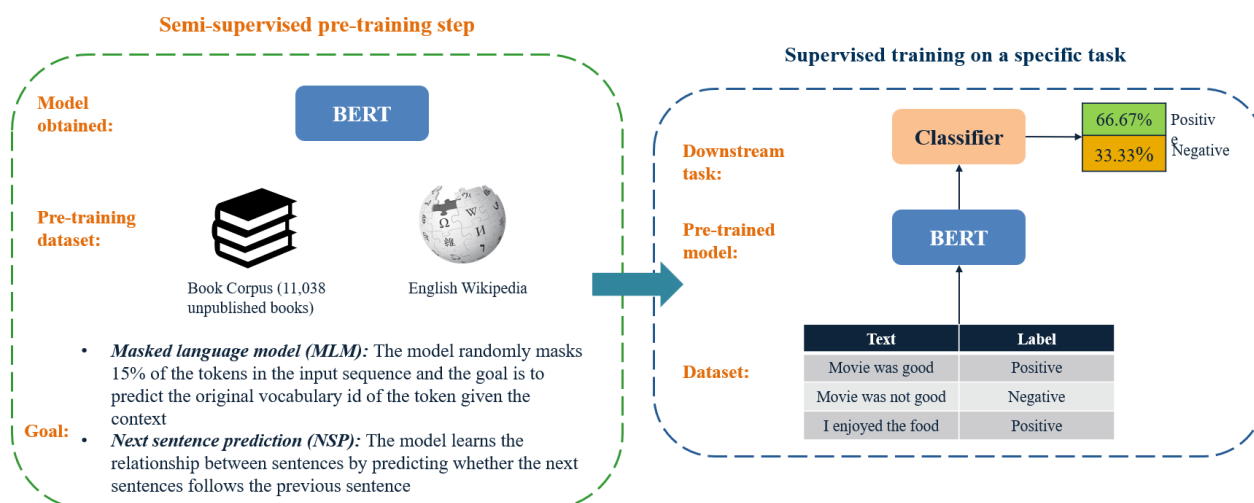 Semi-supervised pre-training step
Model
obtained:
BERT
Pre-training
dataset:
Book Corpus (11,038
unpublished books)
English Wikipedia
Goal:
• Masked language model (MLM): The model randomly masks
15% of the tokens in the input sequence and the goal is to
predict the original vocabulary id of the token given the
context
• Next sentence prediction (NSP): The model learns the
relationship between sentences by predicting whether the next
sentences follows the previous sentence
Supervised training on a specific task
Downstream
task:
Classifier
66.67%
Positiv
e
33.33%
Negative
Pre-trained
model:
BERT
Dataset:
Text Label
Movie was good Positive
Movie was not good Negative
I enjoyed the food Positive